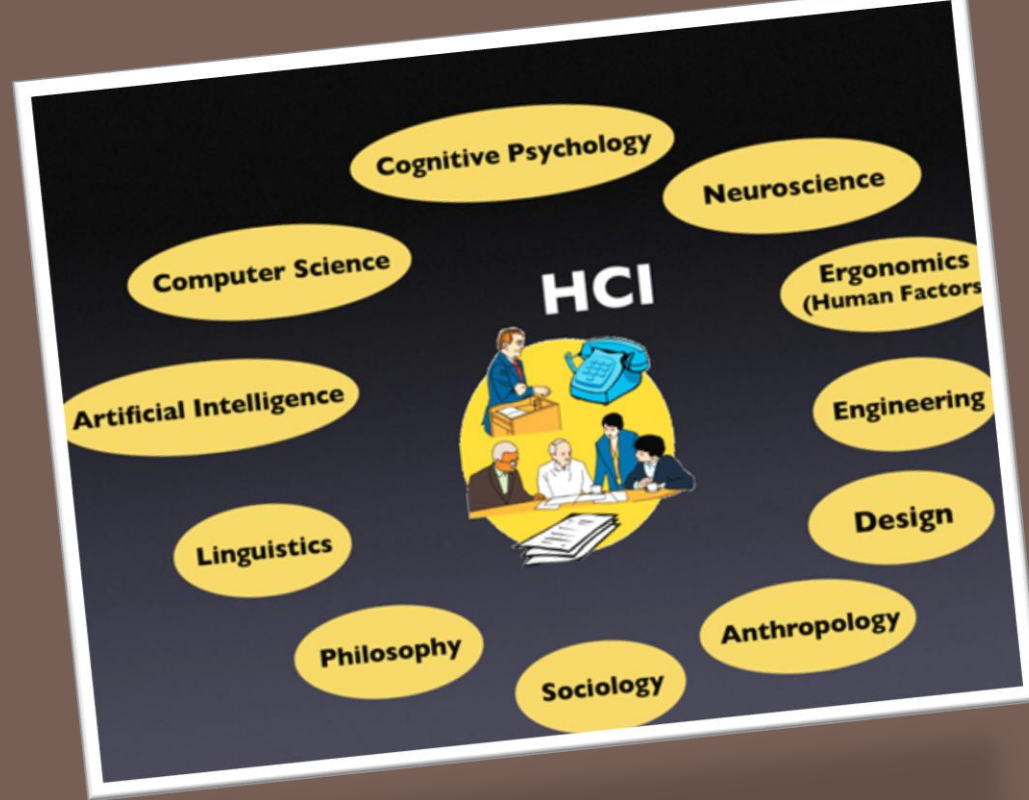 Cognitive Psychology
Neuroscience
Computer Science
HCI
Ergonomics
(Human Factors
Artificial Intelligence
Engineering
Design
Linguistics
Anthropology
Philosophy
Sociology